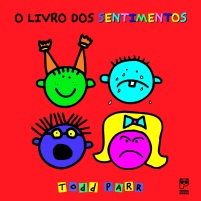 O LIVRO DOS SENTIMENTOS
TODD PARR